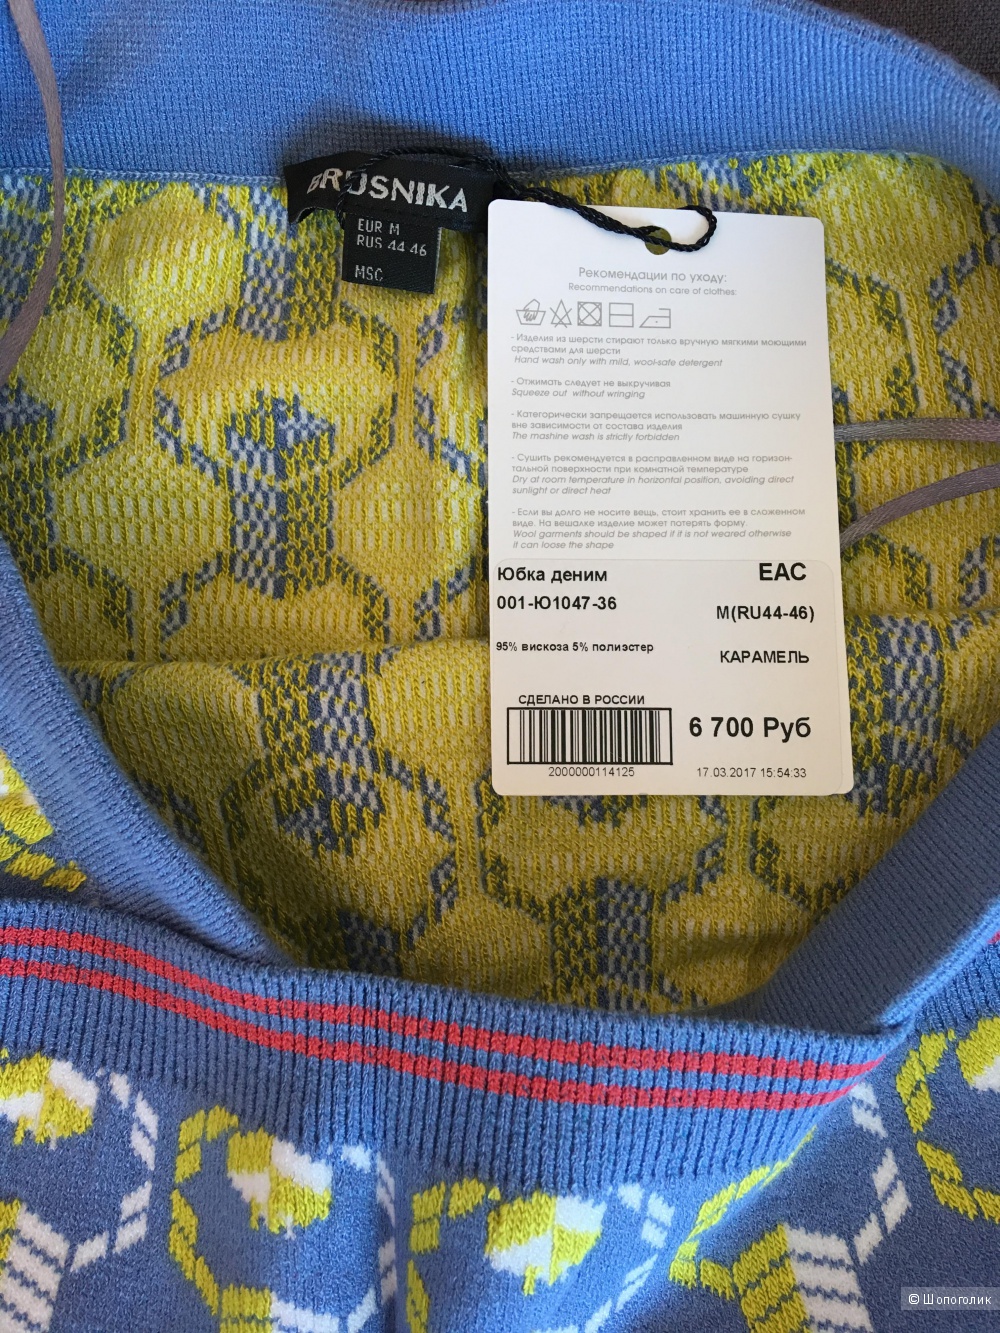 BRUSNIKA
EUR M
RUS 44 46
MSC
Рекомендации по уходу:
Recommendations on care of clothes:
- Изделия из шерсти стирают только вручную мягкими моющими
средствами для шерсти
Hand wash only with mild, wool-safe detergent
- Отжимать следует не выкручивая
Squeeze out without wringing
- Категорически запрещается использовать машинную сушку
вне зависимости от состава изделия
The mashine wash is strictly forbidden
- Сушить рекомендуется в расправленном виде на горизон-
тальной поверхности при комнатной температуре
Dry at room temperature in horizontal position, avoiding direct
sunlight or direct heat
- Если вы долго не носите вещь, стоит хранить ее в сложенном
виде. На вешалке изделие может потерять форму.
Wool garments should be shaped if it is not weared otherwise
it can loose the shape
Юбка деним
EAC
001-Ю1047-36
M(RU44-46)
95% вискоза 5% полиэстер
КАРАМЕЛЬ
СДЕЛАНО В РОССИИ
6 700 Руб
2000000114125
17.03.2017 15:54:33
© Шопоголик